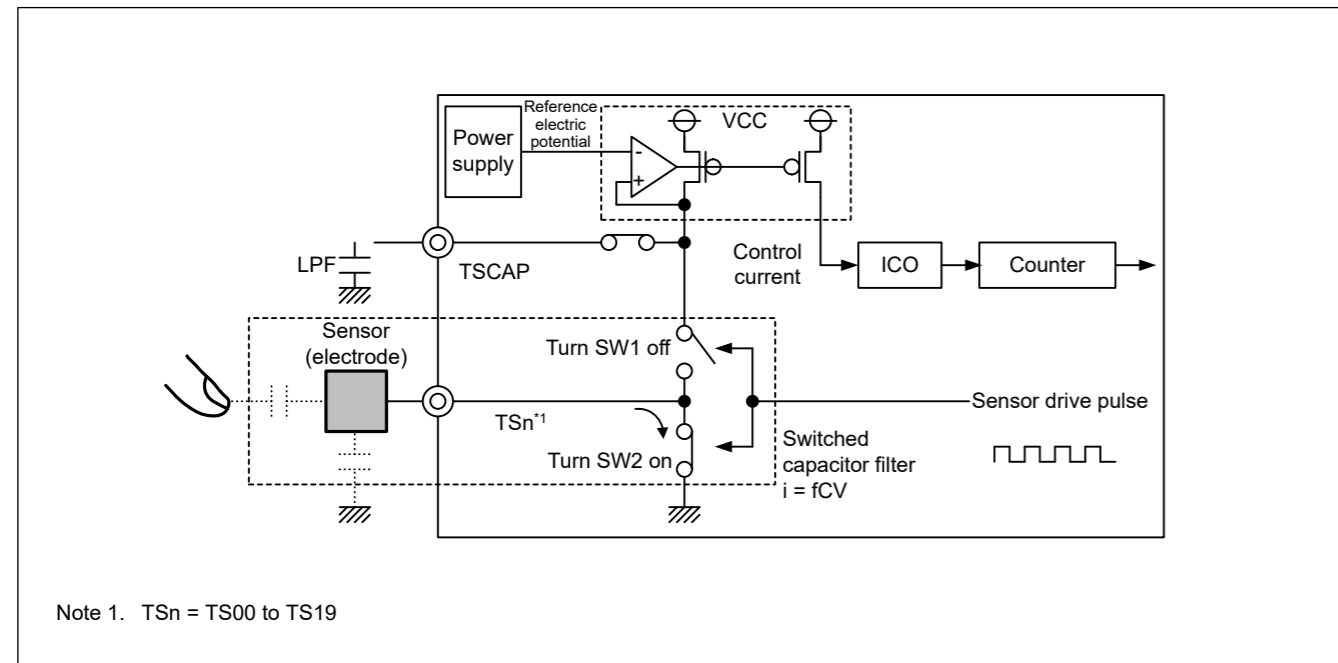 Reference
electric
potential
Power
supply
VCC
-
+
LPF
TSCAP
Control
current
ICO
Counter
Sensor
(electrode)
Turn SW1 off
TSn*1
Sensor drive pulse
Turn SW2 on
Switched
capacitor filter
i = fCV
Note 1. TSn = TS00 to TS19